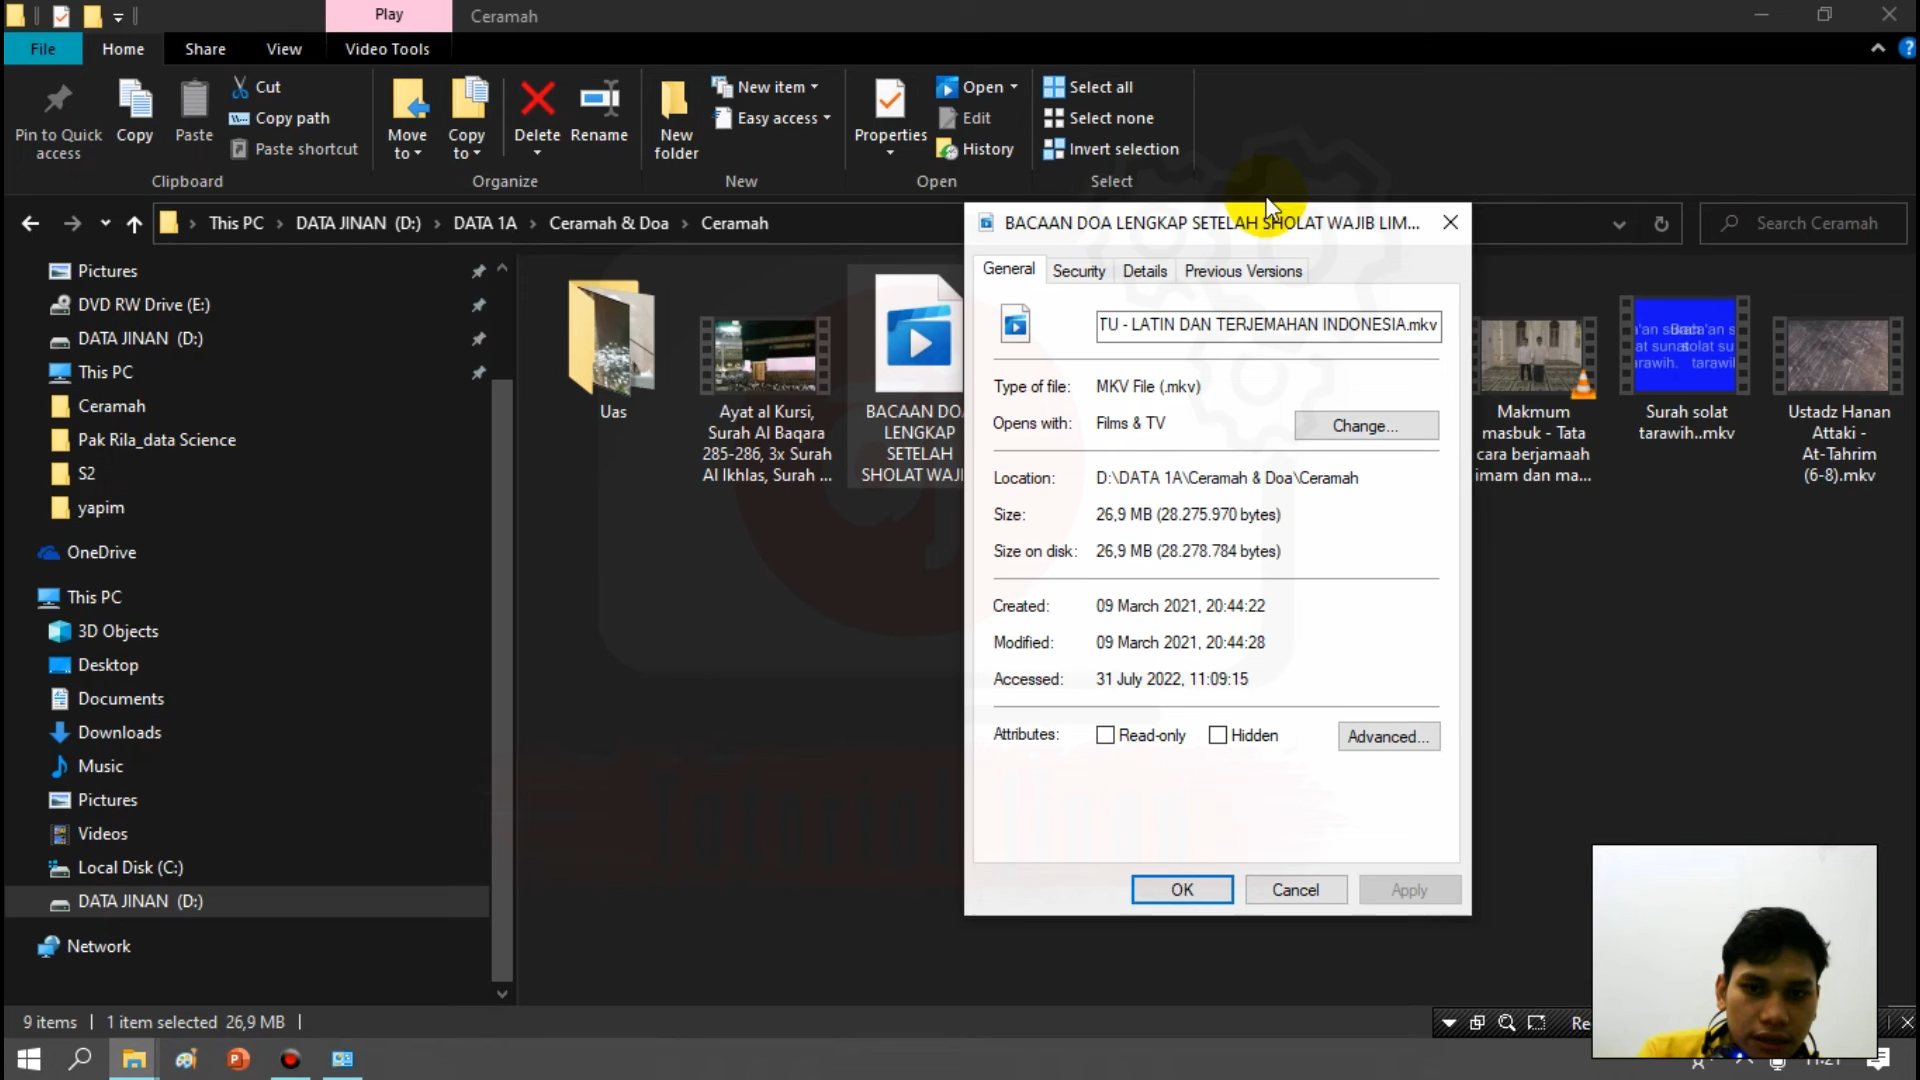 Play
Ceramah
File
Home
Share
View
Video Tools
Pin to Quick
access
Copy
Paste
Cut
Copy path
Paste shortcut
Clipboard
Move
to
Copy
to
Delete
Rename
Organize
New
folder
New item
Easy access
New
Properties
Open
Edit
History
Open
Select all
Select none
Invert selection
Select
This PC
DATA JINAN (D:)
DATA 1A
Ceramah & Doa
Ceramah
Search Ceramah
Pictures
DVD RW Drive (E:)
DATA JINAN (D:)
This PC
Ceramah
Pak Rila_data Science
S2
yapim
OneDrive
This PC
3D Objects
Desktop
Documents
Downloads
Music
Pictures
Videos
Local Disk (C:)
DATA JINAN (D:)
Network
Uas
Ayat al Kursi,
Surah Al Baqara
285-286, 3x Surah
Al Ikhlas, Surah ...
BACAAN DO
LENGKAP
SETELAH
SHOLAT WAJI
BACAAN DOA LENGKAP SETELAH SHOLAT WAJIB LIM...
General
Security
Details
Previous Versions
TU - LATIN DAN TERJEMAHAN INDONESIA.mkv
Type of file: MKV File (.mkv)
Opens with: Films & TV
Change...
Location: D:\DATA 1A\Ceramah & Doa\Ceramah
Size: 26,9 MB (28.275.970 bytes)
Size on disk: 26,9 MB (28.278.784 bytes)
Created: 09 March 2021, 20:44:22
Modified: 09 March 2021, 20:44:28
Accessed: 31 July 2022, 11:09:15
Attributes: Read-only Hidden
Advanced...
OK
Cancel
Apply
Makmum
masbuk - Tata
cara berjamaah
imam dan ma...
Surah solat
tarawih..mkv
Ustadz Hanan
Attaki -
At-Tahrim
(6-8).mkv
9 items
1 item selected 26,9 MB
Re